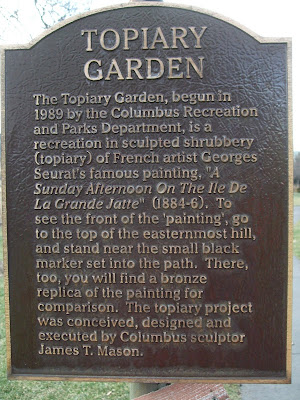 TOPIARY
GARDEN
The Topiary Garden, begun in
1989 by the Columbus Recreation
and Parks Department, is a
recreation in sculpted shrubbery
(topiary) of French artist Georges
Seurat's famous painting, "A
Sunday Afternoon On The Ile De
La Grande Jatte" (1884-6). To
see the front of the 'painting', go
to the top of the easternmost hill,
and stand near the small black
marker set into the path. There,
too, you will find a bronze
replica of the painting for
comparison. The topiary project
was conceived, designed and
executed by Columbus sculptor
James T. Mason.